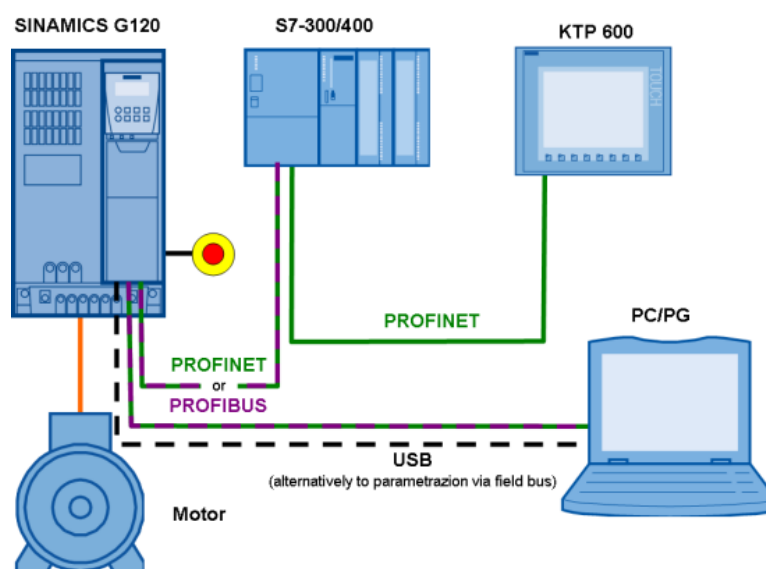 SINAMICS G120
S7-300/400
KTP 600
TOUCH
PROFINET
PC/PG
PROFINET
or
PROFIBUS
USB
(alternatively to parametrazion via field bus)
Motor